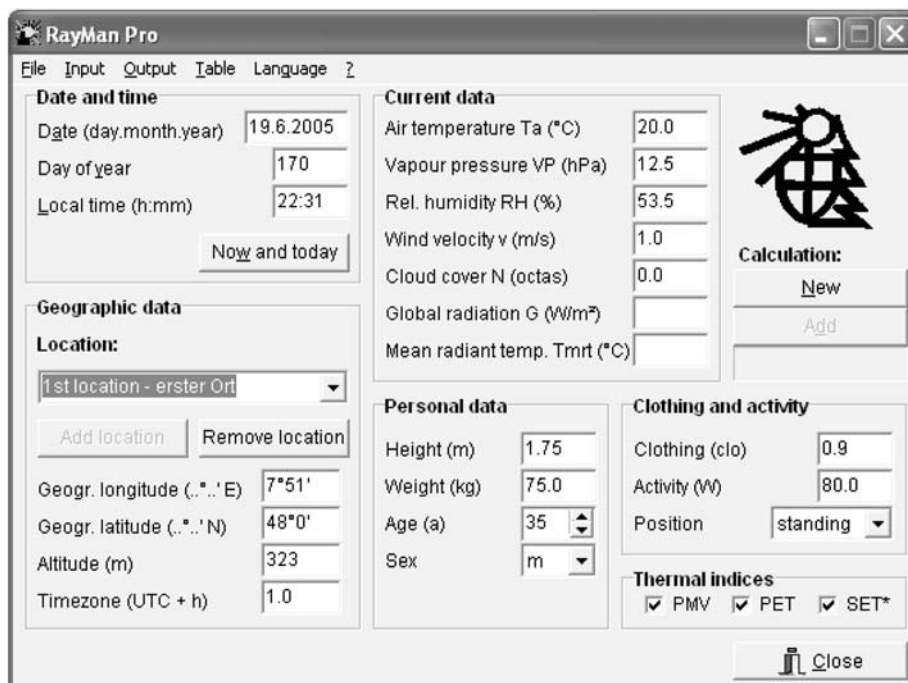 RayMan Pro
File Input Output Table Language ?
Date and time
Date (day.month.year) 19.6.2005
Day of year 170
Local time (h:mm) 22:31
Now and today
Geographic data
Location:
1st location - erster Ort
Add location Remove location
Geogr. longitude (..°..' E) 7°51'
Geogr. latitude (..°..' N) 48°0'
Altitude (m) 323
Timezone (UTC + h) 1.0
Current data
Air temperature Ta (°C) 20.0
Vapour pressure VP (hPa) 12.5
Rel. humidity RH (%) 53.5
Wind velocity v (m/s) 1.0
Cloud cover N (octas) 0.0
Global radiation G (W/m²)
Mean radiant temp. Tmrt (°C)
Calculation:
New
Add
Personal data
Height (m) 1.75
Weight (kg) 75.0
Age (a) 35
Sex m
Clothing and activity
Clothing (clo) 0.9
Activity (W) 80.0
Position standing
Thermal indices
PMV PET SET*
Close